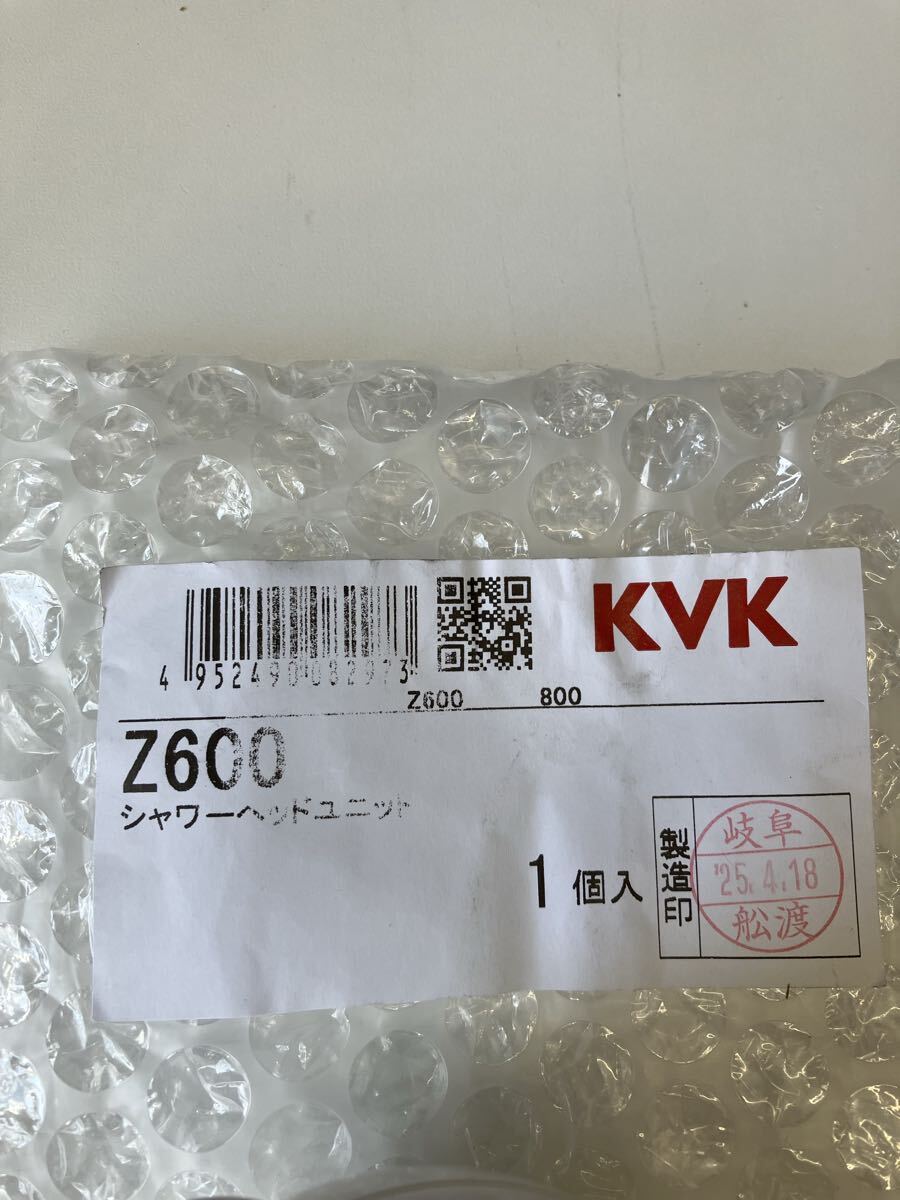 KVK
4 952490 082973
Z600 800
Z600
シャワーヘッドユニット
1個入
製造印
岐阜
'25.4.18
舩渡